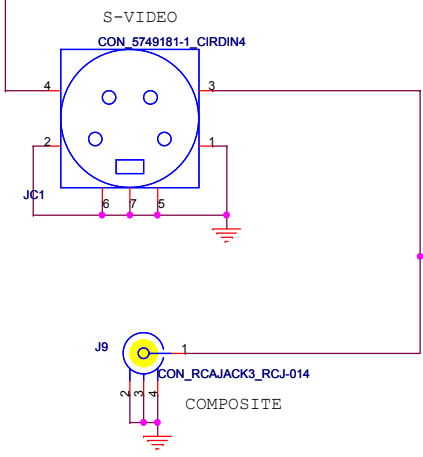 S-VIDEO
CON_5749181-1_CIRDIN4
4
3
2
1
JC1
6 7 5
J9
1
CON_RCAJACK3_RCJ-014
2 3 4
COMPOSITE